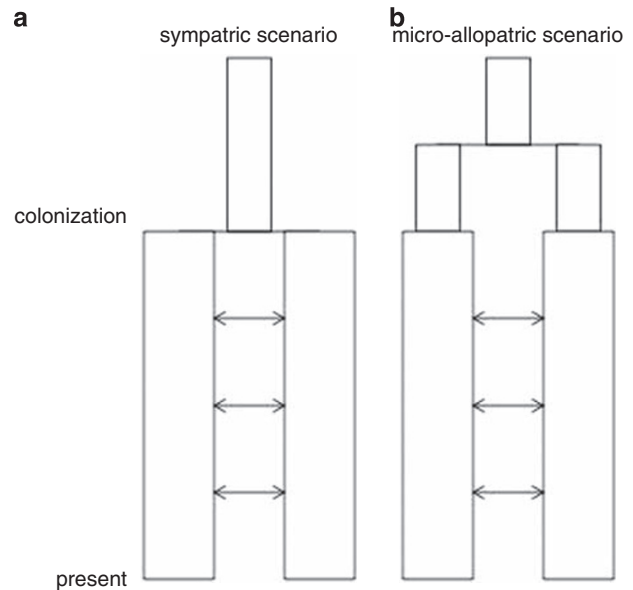 a
sympatric scenario
b
micro-allopatric scenario
colonization
present